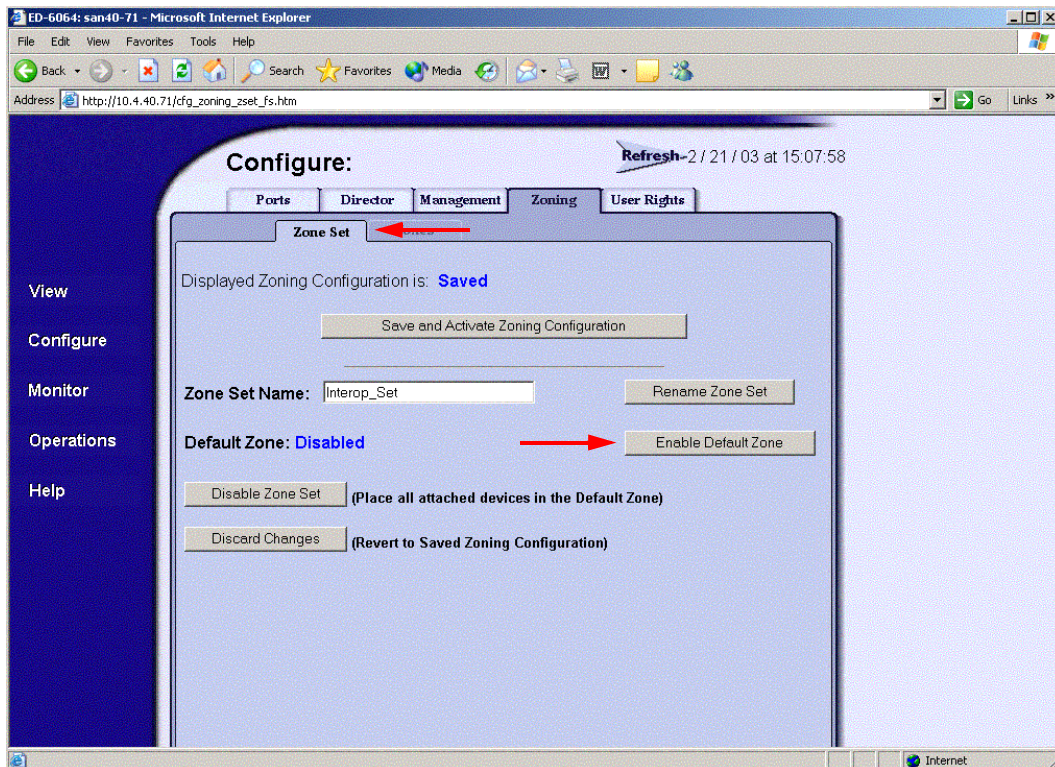 ED-6064: san40-71 - Microsoft Internet Explorer
File Edit View Favorites Tools Help
Back Search Favorites Media
Address http://10.4.40.71/cfg_zoning_zset_fs.htm Go Links »
Configure:
Refresh-2 / 21 / 03 at 15:07:58
Ports Director Management Zoning User Rights
Zone Set
Displayed Zoning Configuration is: Saved
Save and Activate Zoning Configuration
Zone Set Name: Interop_Set Rename Zone Set
Default Zone: Disabled Enable Default Zone
Disable Zone Set (Place all attached devices in the Default Zone)
Discard Changes (Revert to Saved Zoning Configuration)
View
Configure
Monitor
Operations
Help
Internet